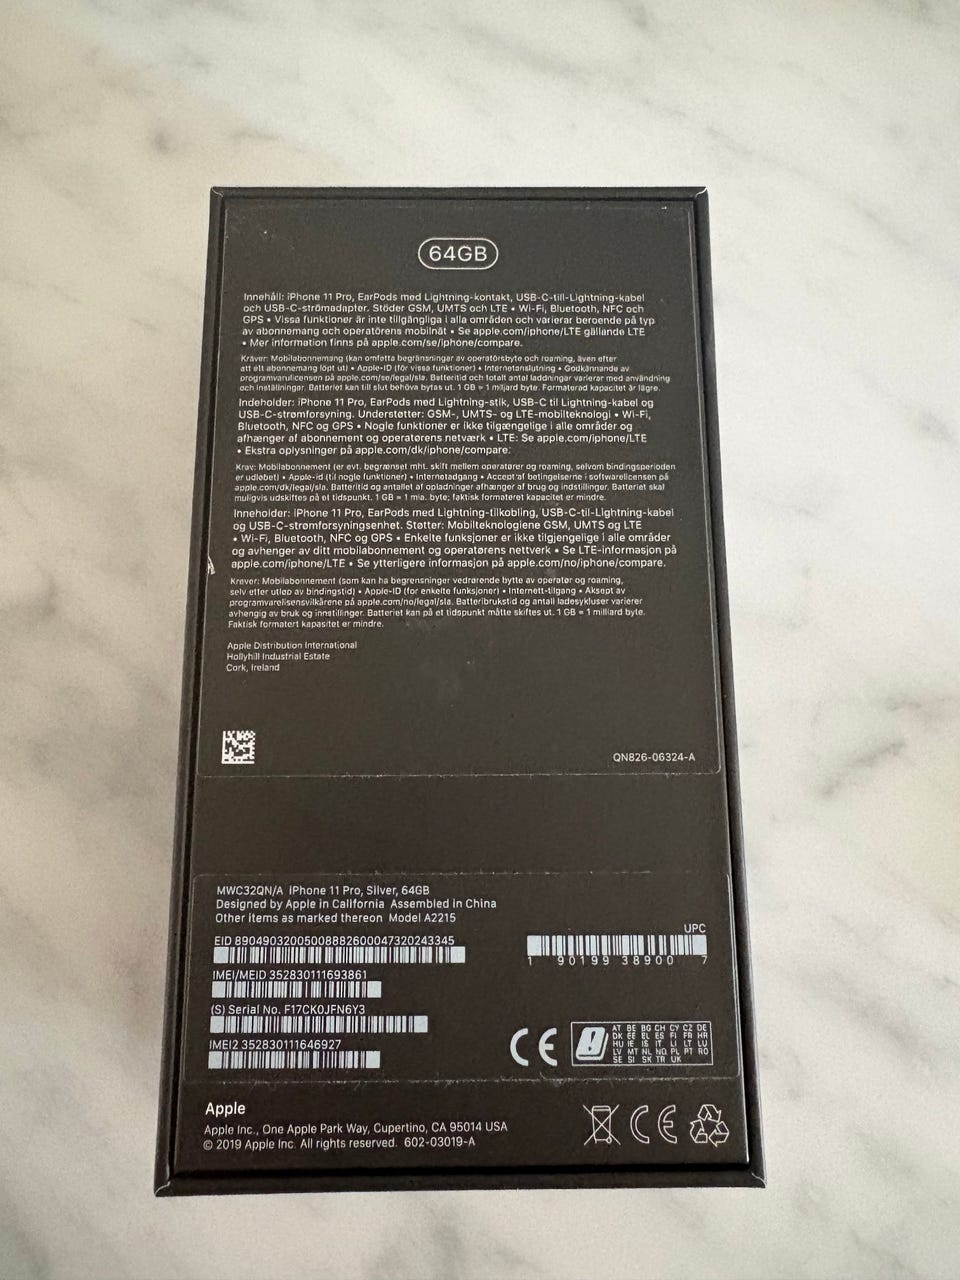 64GB
Innehåll: iPhone 11 Pro, EarPods med Lightning-kontakt, USB-C-till-Lightning-kabel
och USB-C-strömadapter. Stöder GSM, UMTS och LTE • Wi-Fi, Bluetooth, NFC och
GPS • Vissa funktioner är inte tillgängliga i alla områden och varierar beroende på typ
av abonnemang och operatörens mobilnät • Se apple.com/iphone/LTE gällande LTE
• Mer information finns på apple.com/se/iphone/compare.
Kräver: Mobilabonnemang (kan omfatta begränsningar av operatörsbyte och roaming, även efter
att ett abonnemang löpt ut) • Apple-ID (för vissa funktioner) • Internetanslutning • Godkännande av
programvarulicensen på apple.com/se/legal/sla. Batteritid och totalt antal laddningar varierar med användning
och inställningar. Batteriet kan till slut behöva bytas ut. 1 GB = 1 miljard byte. Formaterad kapacitet är lägre.
Indeholder: iPhone 11 Pro, EarPods med Lightning-stik, USB-C til Lightning-kabel og
USB-C-strømforsyning. Understøtter: GSM-, UMTS- og LTE-mobilteknologi • Wi-Fi,
Bluetooth, NFC og GPS • Nogle funktioner er ikke tilgængelige i alle områder og
afhænger af abonnement og operatørens netværk • LTE: Se apple.com/iphone/LTE
• Ekstra oplysninger på apple.com/dk/iphone/compare.
Krav: Mobilabonnement (er evt. begrænset mht. skift mellem operatører og roaming, selvom bindingsperioden
er udløbet) • Apple-id (til nogle funktioner) • Internetadgang • Accept af betingelserne i softwarelicensen på
apple.com/dk/legal/sla. Batteritid og antallet af opladninger afhænger af brug og indstillinger. Batteriet skal
muligvis udskiftes på et tidspunkt. 1 GB = 1 mia. byte; faktisk formateret kapacitet er mindre.
Inneholder: iPhone 11 Pro, EarPods med Lightning-tilkobling, USB-C-til-Lightning-kabel
og USB-C-strømforsyningsenhet. Støtter: Mobilteknologiene GSM, UMTS og LTE
• Wi-Fi, Bluetooth, NFC og GPS • Enkelte funksjoner er ikke tilgjengelige i alle områder
og avhenger av ditt mobilabonnement og operatørens nettverk • Se LTE-informasjon på
apple.com/iphone/LTE • Se ytterligere informasjon på apple.com/no/iphone/compare.
Krever: Mobilabonnement (som kan ha begrensninger vedrørende bytte av operatør og roaming,
selv etter utløp av bindingstid) • Apple-ID (for enkelte funksjoner) • Internett-tilgang • Aksept av
programvarelisensvilkårene på apple.com/no/legal/sla. Batteribrukstid og antall ladesykluser varierer
avhengig av bruk og innstillinger. Batteriet kan på et tidspunkt måtte skiftes ut. 1 GB = 1 milliard byte.
Faktisk formatert kapasitet er mindre.
Apple Distribution International
Hollyhill Industrial Estate
Cork, Ireland
QN826-06324-A
MWC32QN/A iPhone 11 Pro, Silver, 64GB
Designed by Apple in California Assembled in China
Other items as marked thereon Model A2215
UPC
EID 89049032005008882600047320243345
1 90199 38900 7
IMEI/MEID 352830111693861
(S) Serial No. F17CK0JFN6Y3
IMEI2 352830111646927
CE
AT BE BG CH CY CZ DE
DK EE EL ES FI FR HR
HU IE IS IT LI LT LU
LV MT NL NO PL PT RO
SE SI SK TR UK
Apple
Apple Inc., One Apple Park Way, Cupertino, CA 95014 USA
© 2019 Apple Inc. All rights reserved. 602-03019-A
CE